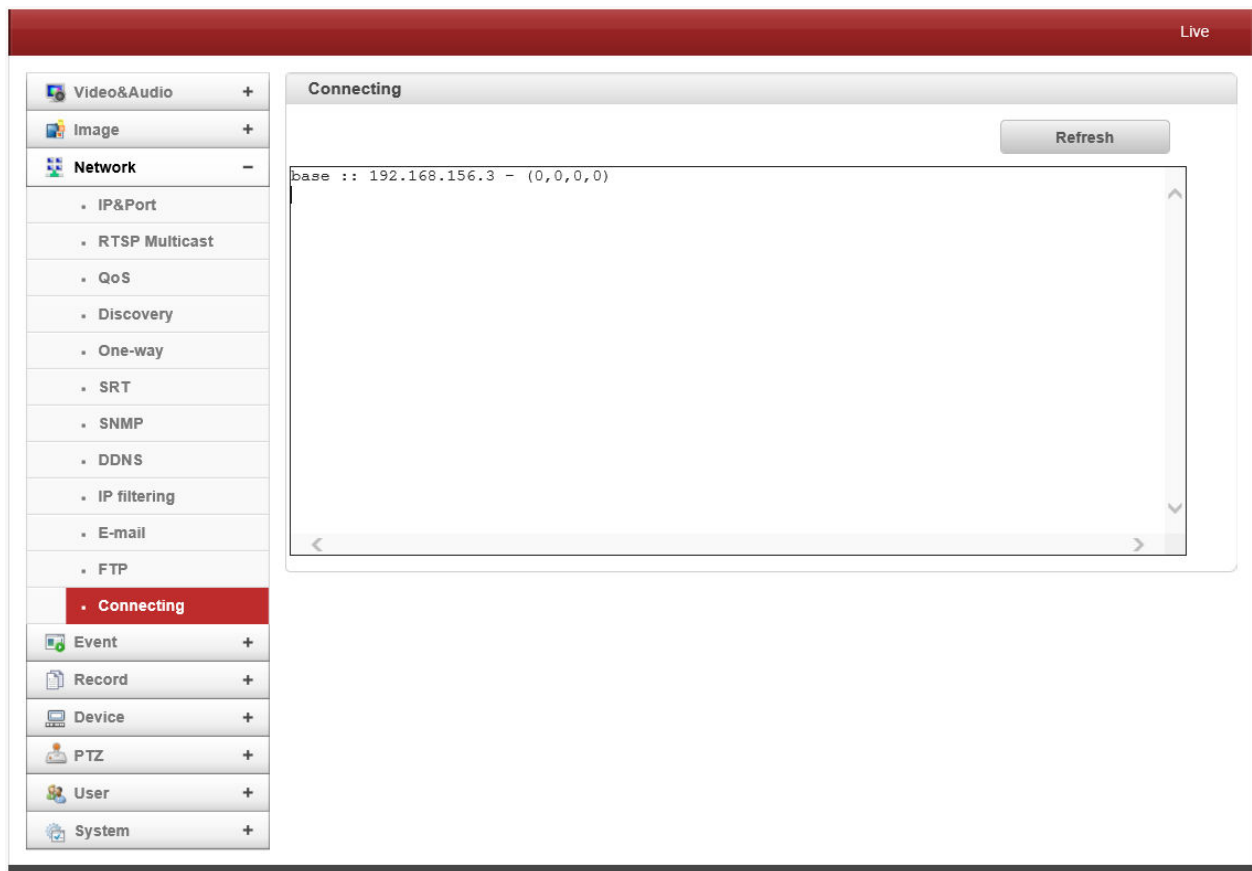 Live
Video&Audio +
Image +
Network −
IP&Port
RTSP Multicast
QoS
Discovery
One-way
SRT
SNMP
DDNS
IP filtering
E-mail
FTP
Connecting
Event +
Record +
Device +
PTZ +
User +
System +
Connecting
Refresh
base :: 192.168.156.3 - (0,0,0,0)